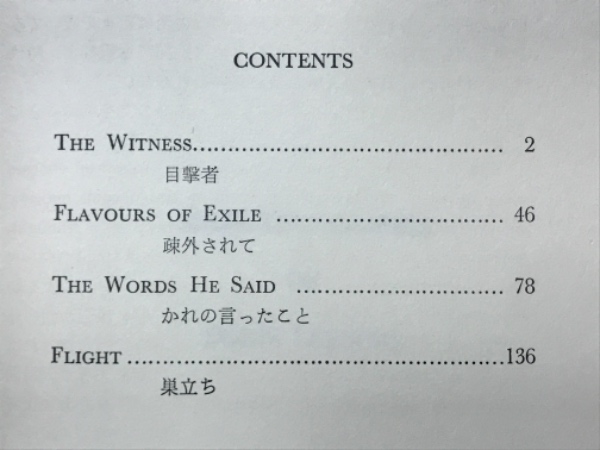 CONTENTS
THE WITNESS................................................ 2
目撃者
FLAVOURS OF EXILE ................................. 46
疎外されて
THE WORDS HE SAID .............................. 78
かれの言ったこと
FLIGHT.......................................................136
巣立ち